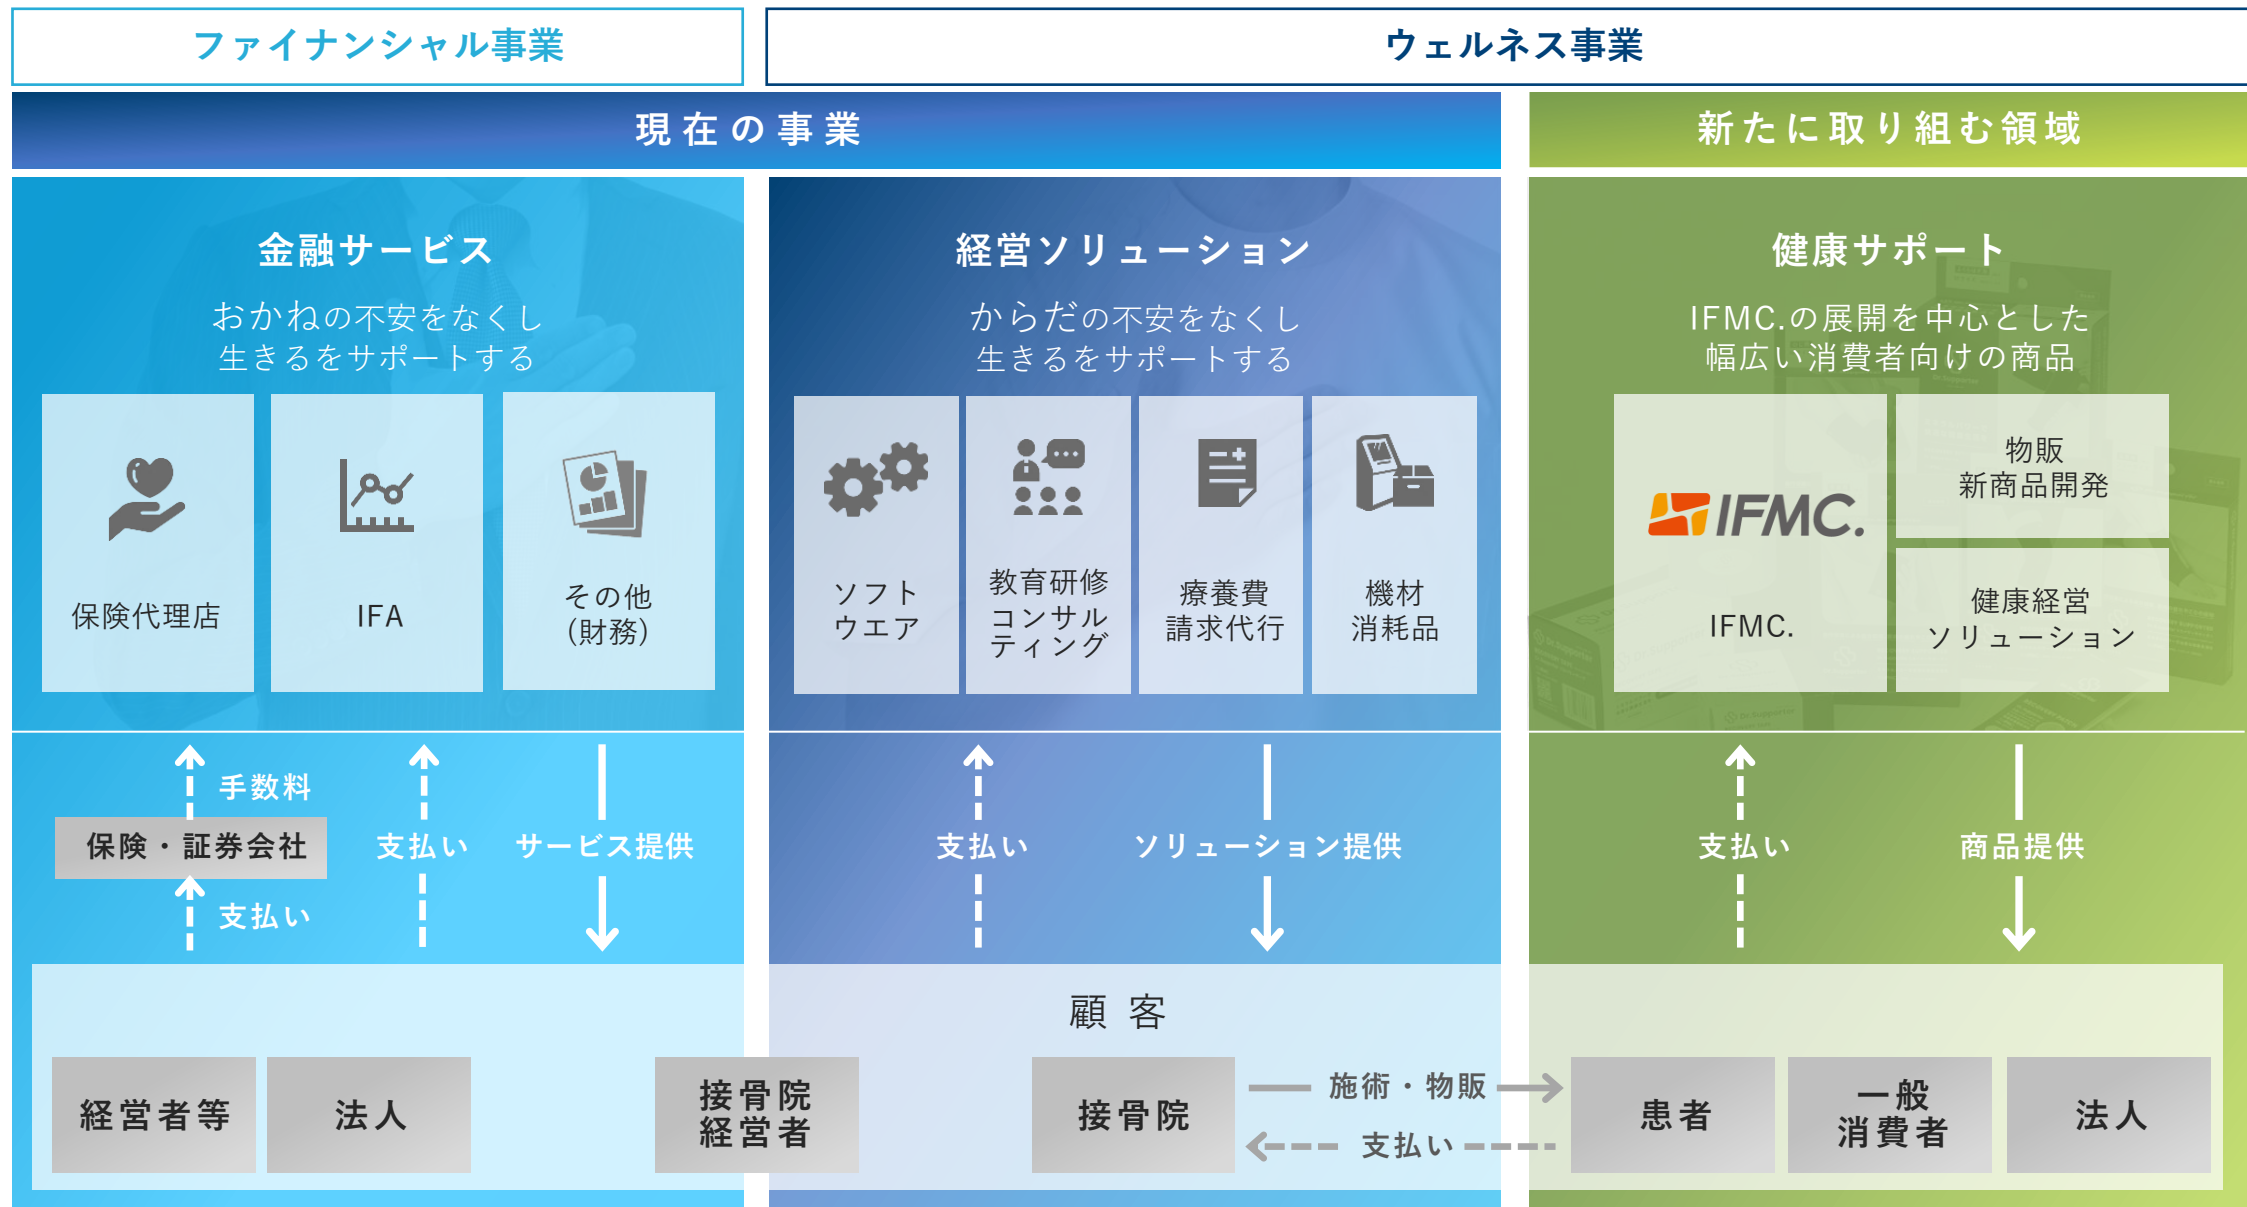 ファイナンシャル事業
ウェルネス事業
現在の事業
新たに取り組む領域
金融サービス
おかねの不安をなくし
生きるをサポートする
保険代理店
IFA
その他
(財務)
経営ソリューション
からだの不安をなくし
生きるをサポートする
ソフト
ウエア
教育研修
コンサル
ティング
療養費
請求代行
機材
消耗品
健康サポート
IFMC.の展開を中心とした
幅広い消費者向けの商品
IFMC.
IFMC.
物販
新商品開発
健康経営
ソリューション
手数料
保険・証券会社
支払い
支払い
サービス提供
支払い
ソリューション提供
支払い
商品提供
顧客
経営者等
法人
接骨院
経営者
接骨院
施術・物販
支払い
患者
一般
消費者
法人